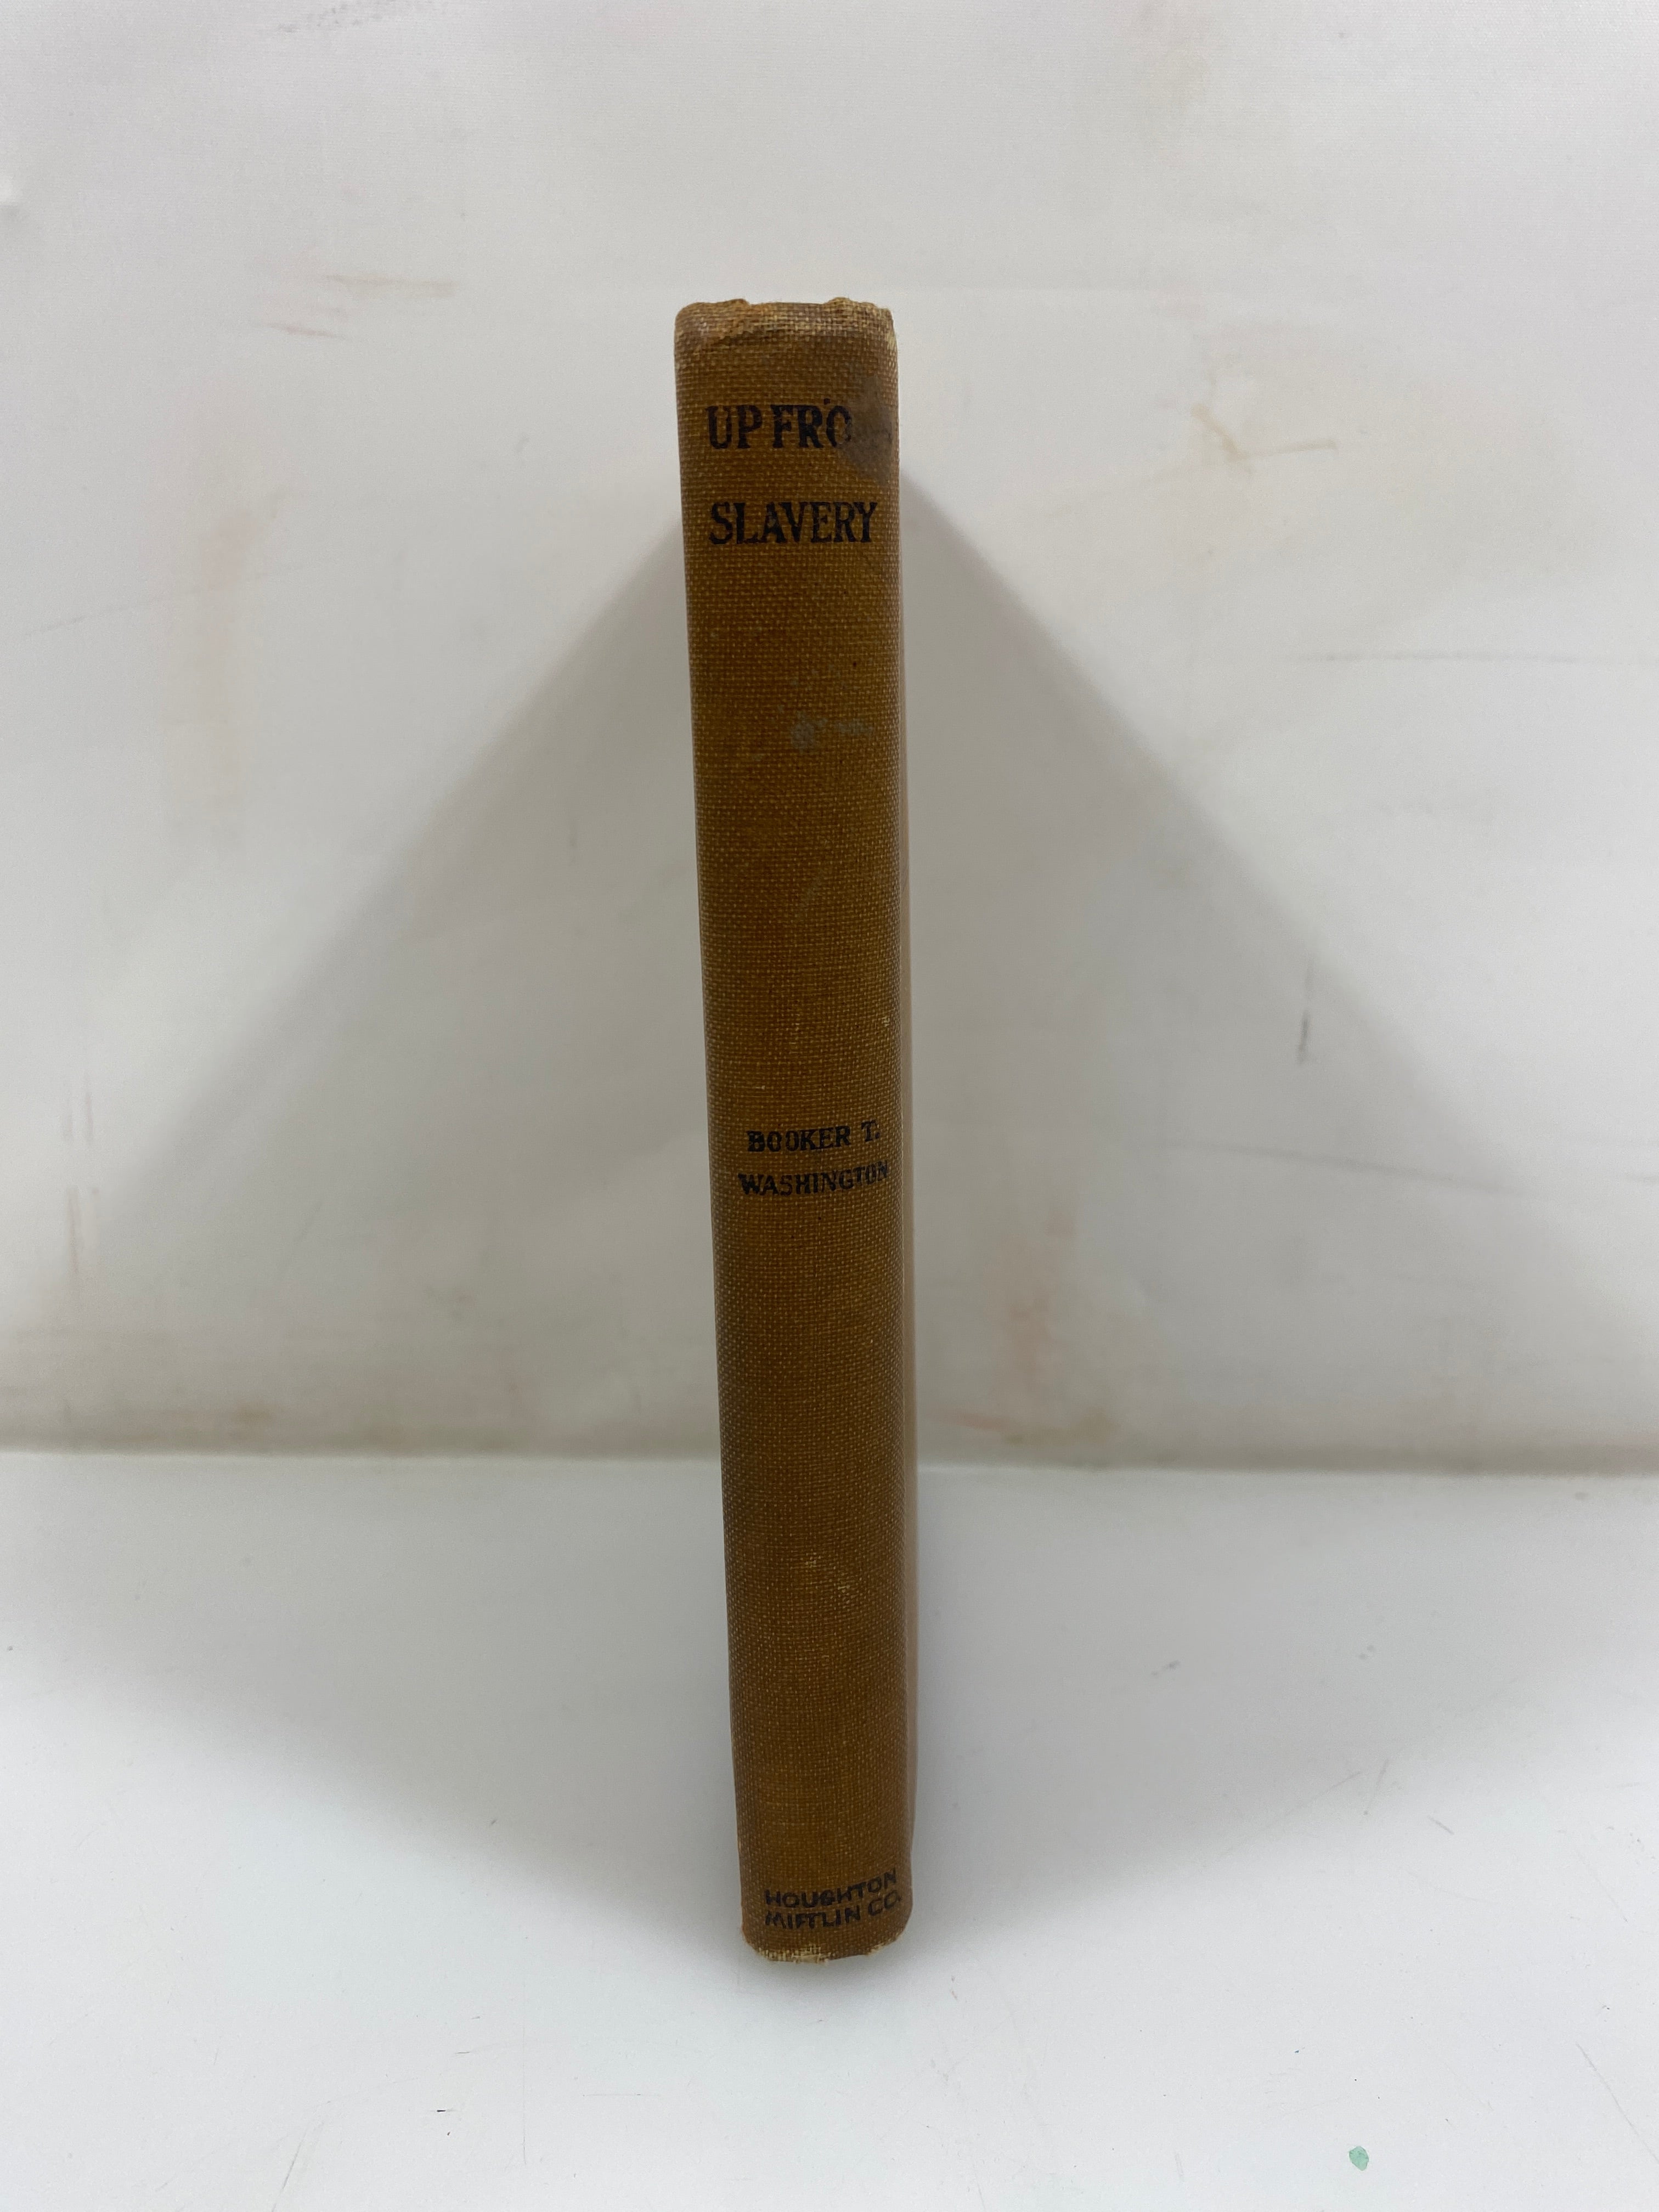 UP FRO
SLAVERY
BOOKER T.
WASHINGTON
HOUGHTON
MIFFLIN CO.